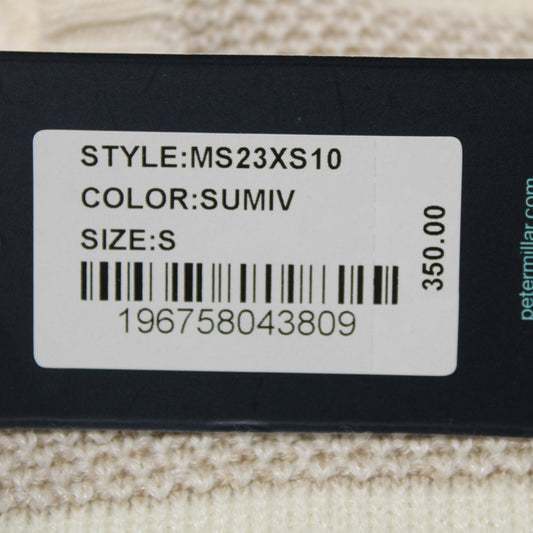 STYLE:MS23XS10
COLOR:SUMIV
SIZE:S
196758043809
350.00
petermillar.com